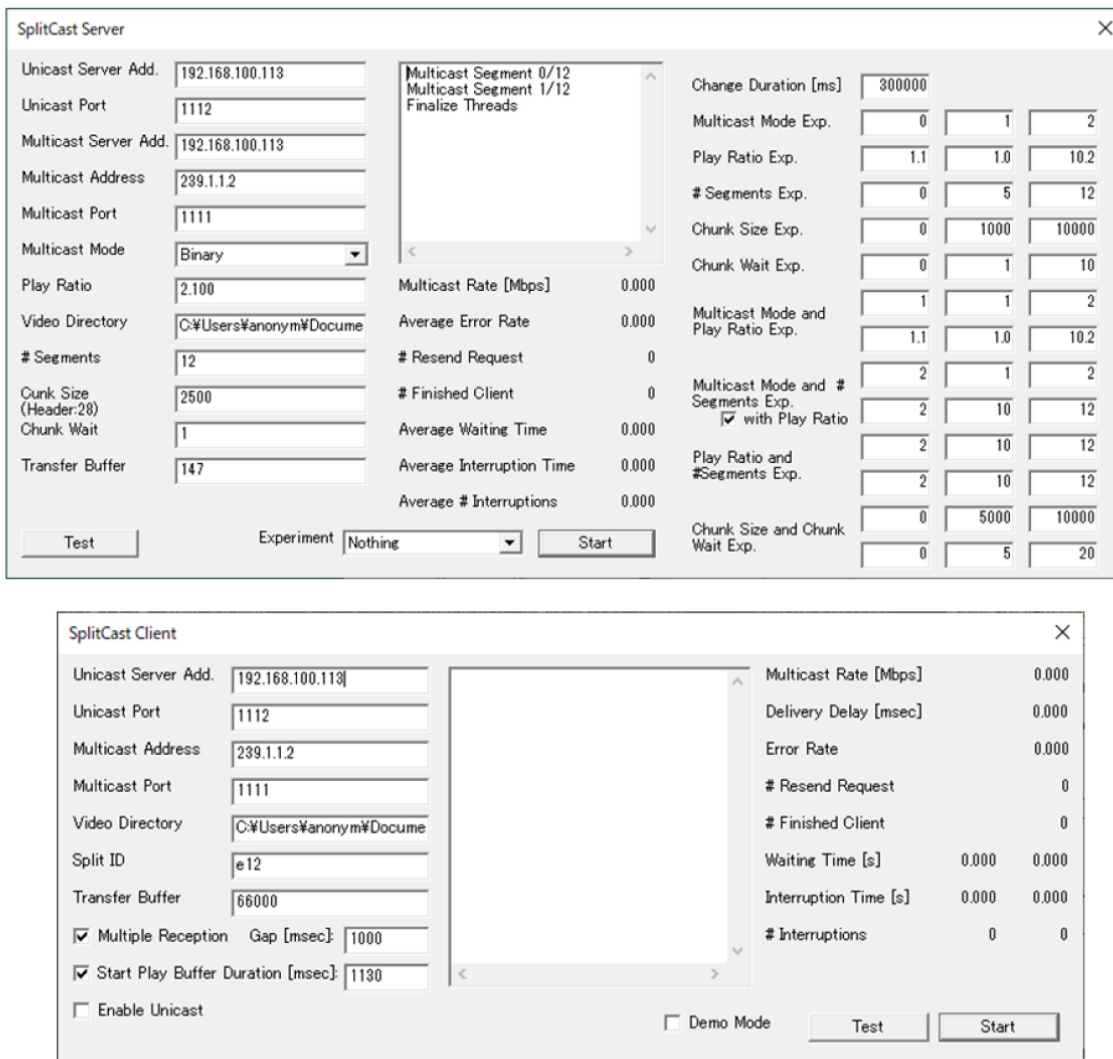 SplitCast Server
Unicast Server Add. 192.168.100.113
Unicast Port 1112
Multicast Server Add. 192.168.100.113
Multicast Address 239.1.1.2
Multicast Port 1111
Multicast Mode Binary
Play Ratio 2.100
Video Directory C:¥Users¥anonym¥Docume
# Segments 12
Cunk Size
(Header:28) 2500
Chunk Wait 1
Transfer Buffer 147
Test
Multicast Segment 0/12
Multicast Segment 1/12
Finalize Threads
Multicast Rate [Mbps] 0.000
Average Error Rate 0.000
# Resend Request 0
# Finished Client 0
Average Waiting Time 0.000
Average Interruption Time 0.000
Average # Interruptions 0.000
Experiment Nothing Start
Change Duration [ms] 300000
Multicast Mode Exp. 0 1 2
Play Ratio Exp. 1.1 1.0 10.2
# Segments Exp. 0 5 12
Chunk Size Exp. 0 1000 10000
Chunk Wait Exp. 0 1 10
Multicast Mode and
Play Ratio Exp.
1 1 2
1.1 1.0 10.2
Multicast Mode and #
Segments Exp.
with Play Ratio
2 1 2
2 10 12
Play Ratio and
#Segments Exp.
2 10 12
2 10 12
Chunk Size and Chunk
Wait Exp.
0 5000 10000
0 5 20
SplitCast Client
Unicast Server Add. 192.168.100.113
Unicast Port 1112
Multicast Address 239.1.1.2
Multicast Port 1111
Video Directory C:¥Users¥anonym¥Docume
Split ID e12
Transfer Buffer 66000
Multiple Reception Gap [msec]: 1000
Start Play Buffer Duration [msec]: 1130
Enable Unicast
Multicast Rate [Mbps] 0.000
Delivery Delay [msec] 0.000
Error Rate 0.000
# Resend Request 0
# Finished Client 0
Waiting Time [s] 0.000 0.000
Interruption Time [s] 0.000 0.000
# Interruptions 0 0
Demo Mode Test Start